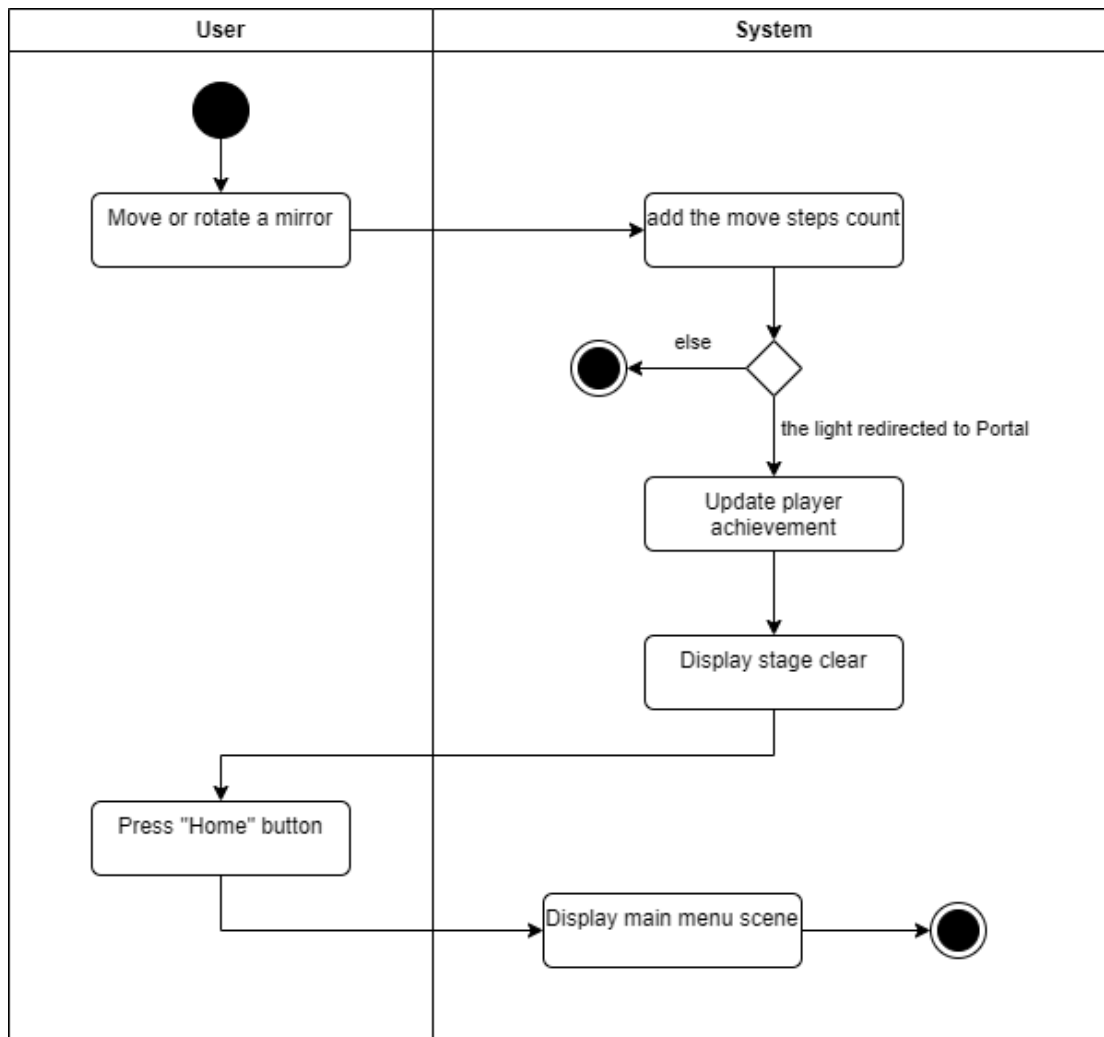 User
System
Move or rotate a mirror
add the move steps count
else
the light redirected to Portal
Update player
achievement
Display stage clear
Press "Home" button
Display main menu scene